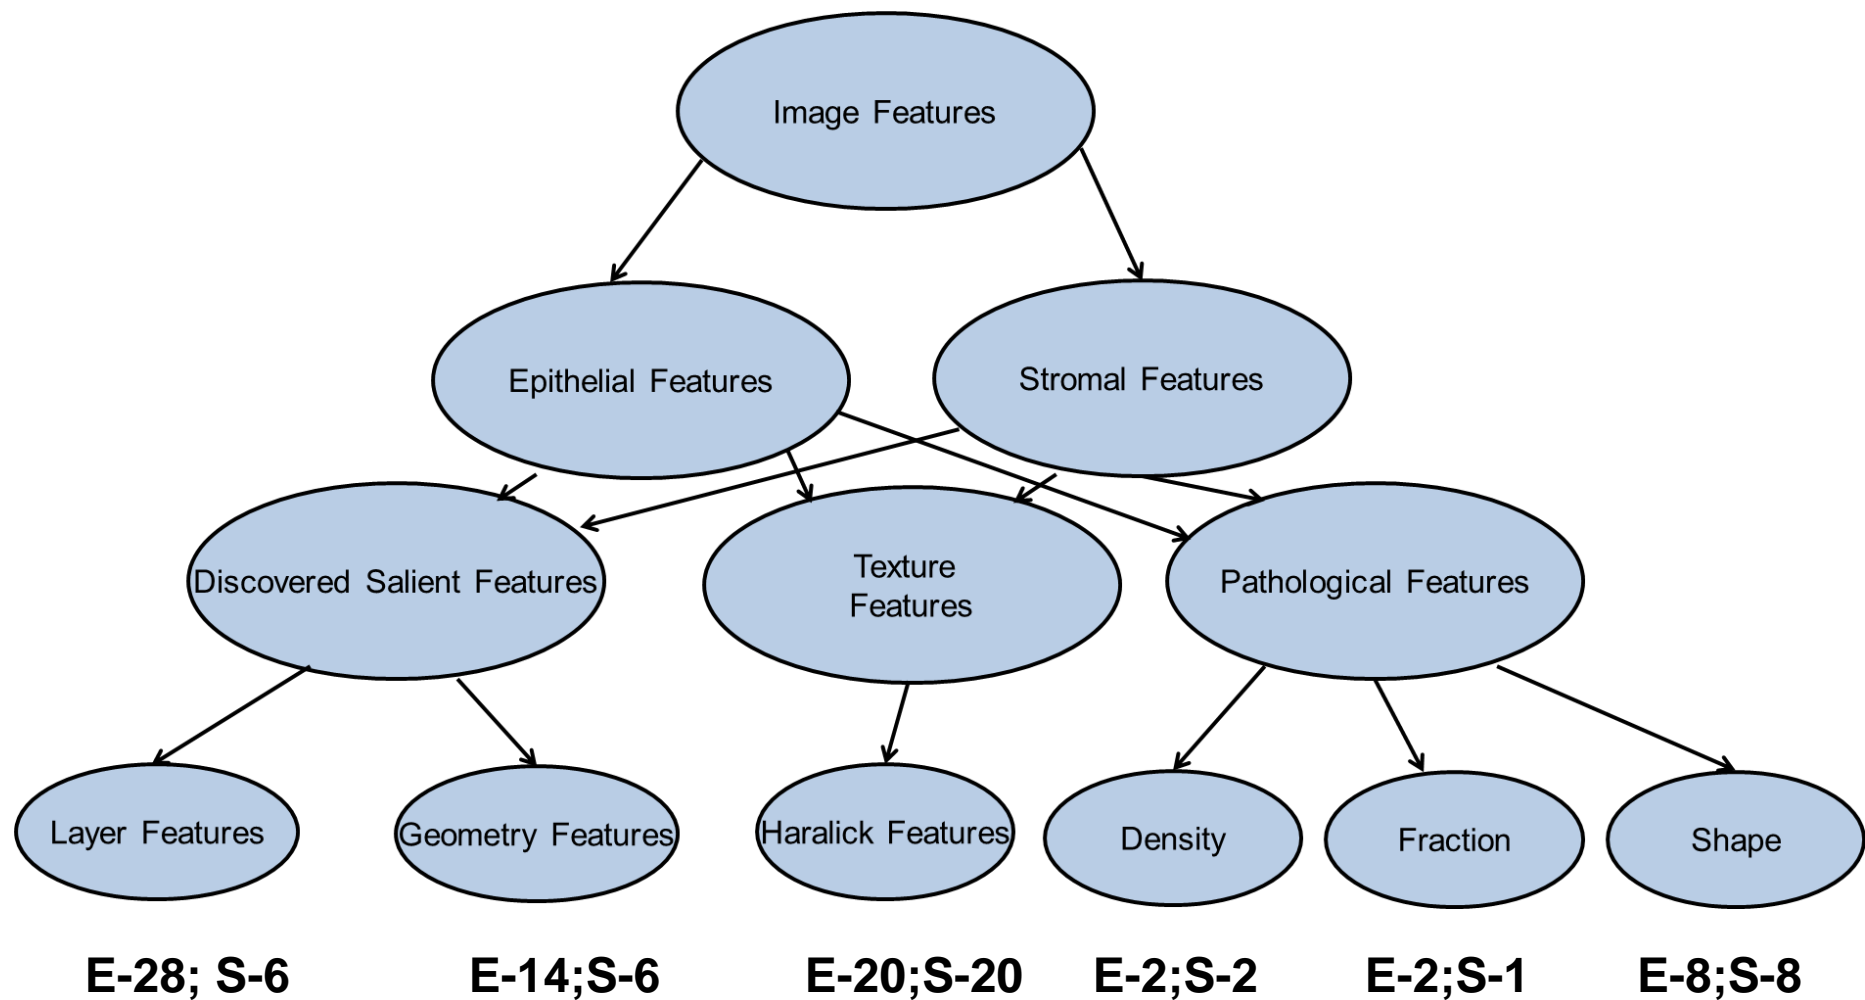 Image Features
Epithelial Features
Stromal Features
Discovered Salient Features
Texture
Features
Pathological Features
Layer Features
Geometry Features
Haralick Features
Density
Fraction
Shape
E-28; S-6
E-14;S-6
E-20;S-20
E-2;S-2
E-2;S-1
E-8;S-8